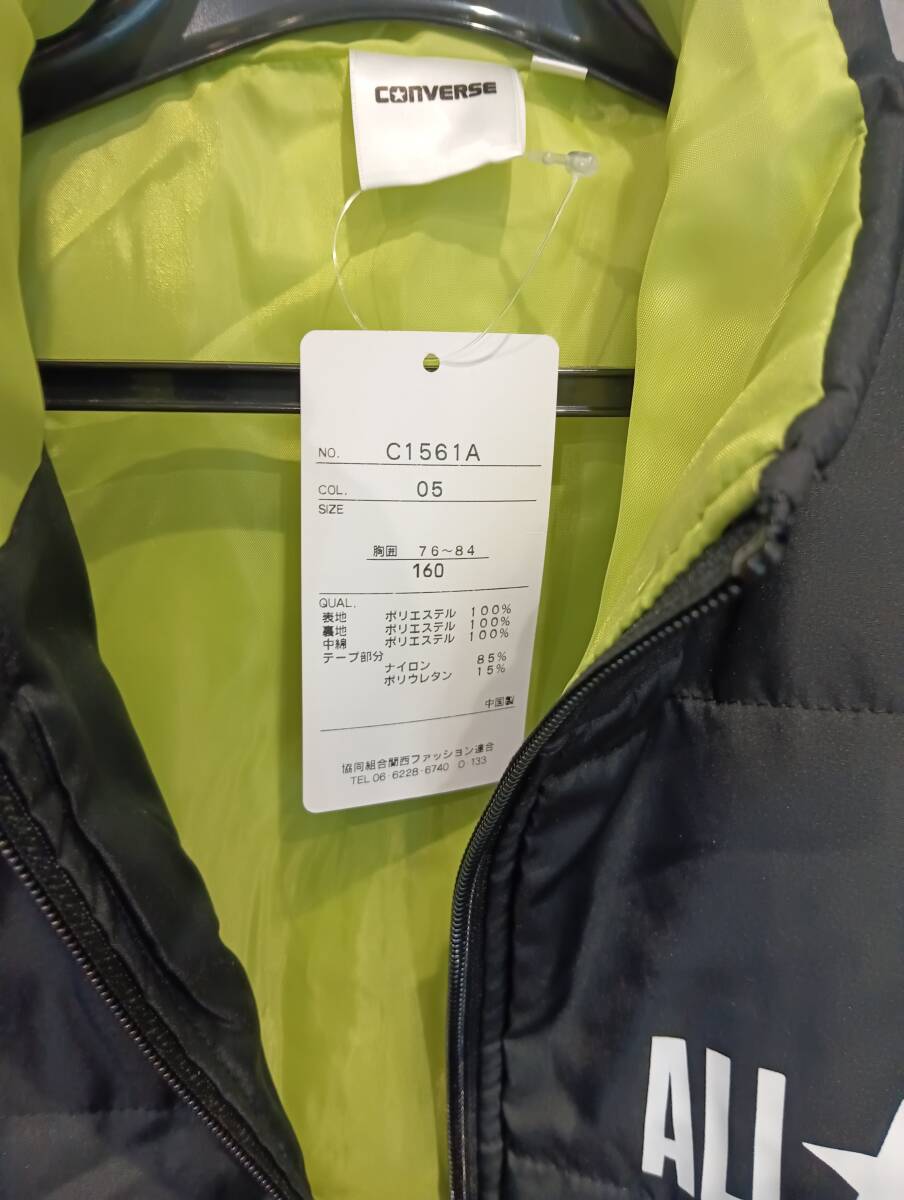 CONVERSE
NO. C1561A
COL. 05
SIZE
胸囲 76~84
160
QUAL.
表地 ポリエステル 100%
裏地 ポリエステル 100%
中綿 ポリエステル 100%
テープ部分
ナイロン 85%
ポリウレタン 15%
中国製
協同組合関西ファッション連合
TEL 06-6228-6740 O-133
ALL